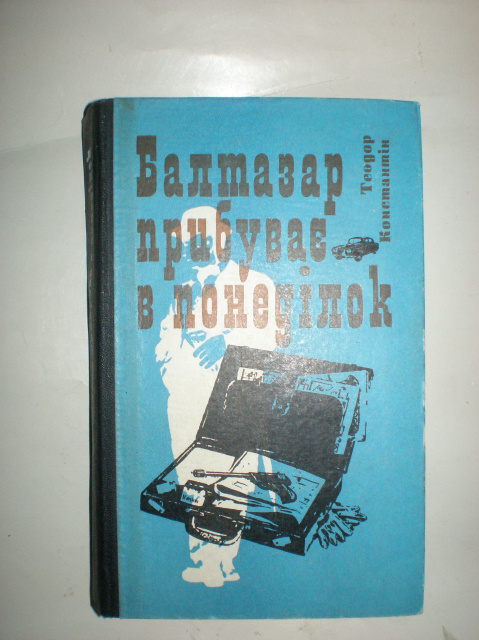 Балтазар
прибуває
в понеділок
Теодор
Константін